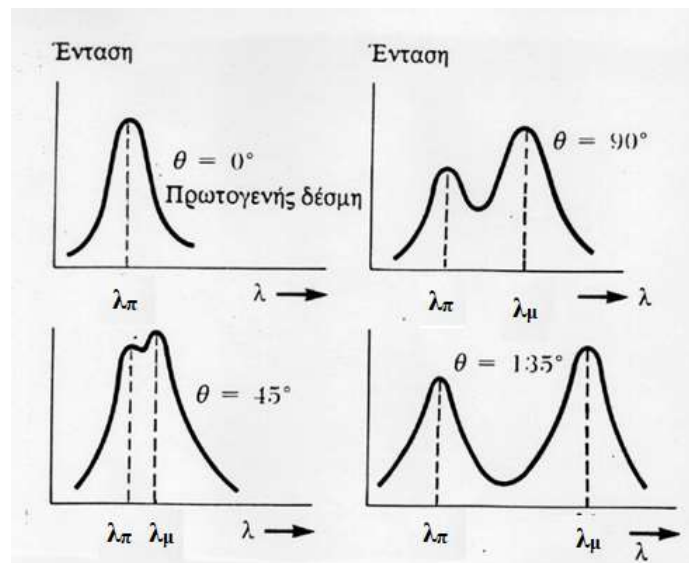 Ένταση
θ = 0°
Πρωτογενής δέσμη
λπ
λ
Ένταση
θ = 90°
λπ
λμ
λ
θ = 45°
λπ
λμ
λ
θ = 135°
λπ
λμ
λ